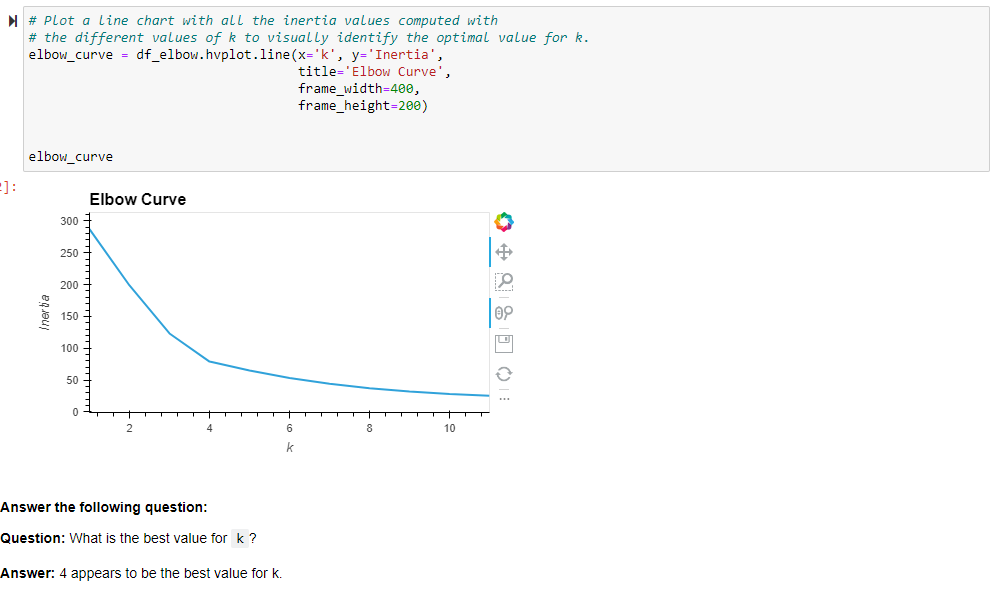 # Plot a line chart with all the inertia values computed with
# the different values of k to visually identify the optimal value for k.
elbow_curve = df_elbow.hvplot.line(x='k', y='Inertia',
title='Elbow Curve',
frame_width=400,
frame_height=200)
elbow_curve
]:
Elbow Curve
300
250
200
150
100
50
0
Inertia
2 4 6 8 10
k
Answer the following question:
Question: What is the best value for k?
Answer: 4 appears to be the best value for k.